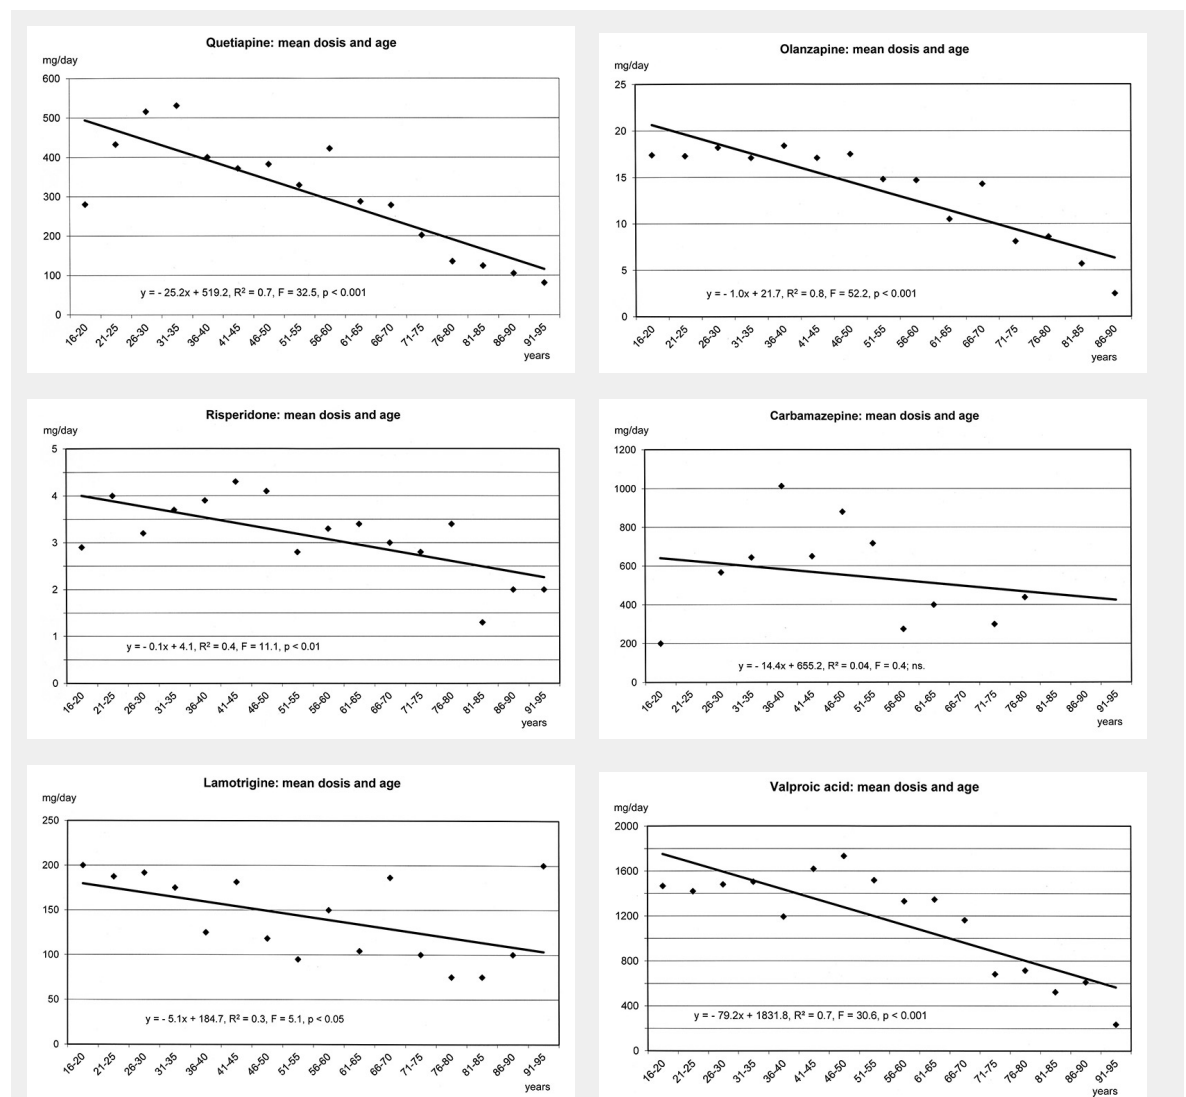 Quetiapine: mean dosis and age
mg/day
600
500
400
300
200
100
0
y = - 25.2x + 519.2, R² = 0.7, F = 32.5, p < 0.001
16-20 21-25 26-30 31-35 36-40 41-45 46-50 51-55 56-60 61-65 66-70 71-75 76-80 81-85 86-90 91-95
years
Olanzapine: mean dosis and age
mg/day
25
20
15
10
5
0
y = - 1.0x + 21.7, R² = 0.8, F = 52.2, p < 0.001
16-20 21-25 26-30 31-35 36-40 41-45 46-50 51-55 56-60 61-65 66-70 71-75 76-80 81-85 86-90
years
Risperidone: mean dosis and age
mg/day
5
4
3
2
1
0
y = - 0.1x + 4.1, R² = 0.4, F = 11.1, p < 0.01
16-20 21-25 26-30 31-35 36-40 41-45 46-50 51-55 56-60 61-65 66-70 71-75 76-80 81-85 86-90 91-95
years
Carbamazepine: mean dosis and age
mg/day
1200
1000
800
600
400
200
0
y = - 14.4x + 655.2, R² = 0.04, F = 0.4; ns.
16-20 21-25 26-30 31-35 36-40 41-45 46-50 51-55 56-60 61-65 66-70 71-75 76-80 81-85 86-90 91-95
years
Lamotrigine: mean dosis and age
mg/day
250
200
150
100
50
0
y = - 5.1x + 184.7, R² = 0.3, F = 5.1, p < 0.05
16-20 21-25 26-30 31-35 36-40 41-45 46-50 51-55 56-60 61-65 66-70 71-75 76-80 81-85 86-90 91-95
years
Valproic acid: mean dosis and age
mg/day
2000
1600
1200
800
400
0
y = - 79.2x + 1831.8, R² = 0.7, F = 30.6, p < 0.001
16-20 21-25 26-30 31-35 36-40 41-45 46-50 51-55 56-60 61-65 66-70 71-75 76-80 81-85 86-90 91-95
years